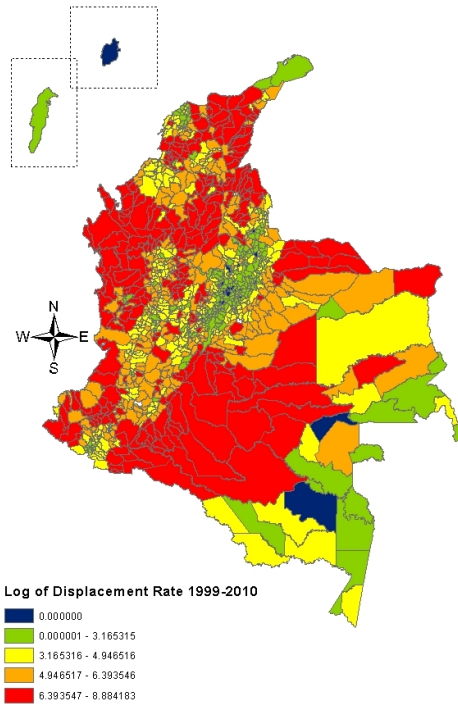 N
W E
S
Log of Displacement Rate 1999-2010
0.000000
0.000001 - 3.165315
3.165316 - 4.946516
4.946517 - 6.393546
6.393547 - 8.884183